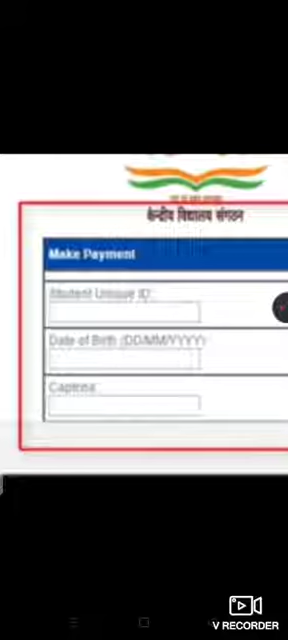 केन्द्रीय विद्यालय संगठन
Make Payment
Student Unique ID:
Date of Birth (DD/MM/YYYY)
Captcha:
V RECORDER